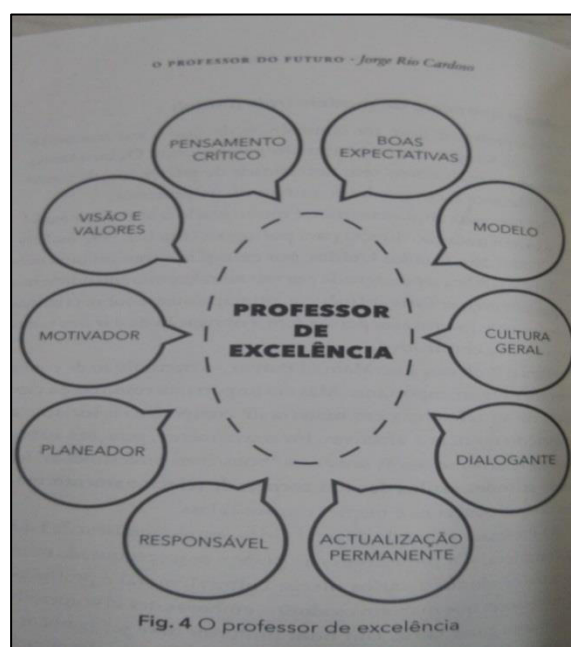 O PROFESSOR DO FUTURO · Jorge Rio Cardoso
PENSAMENTO
CRÍTICO
BOAS
EXPECTATIVAS
VISÃO E
VALORES
MODELO
MOTIVADOR
PROFESSOR
DE
EXCELÊNCIA
CULTURA
GERAL
PLANEADOR
DIALOGANTE
RESPONSÁVEL
ACTUALIZAÇÃO
PERMANENTE
Fig. 4 O professor de excelência